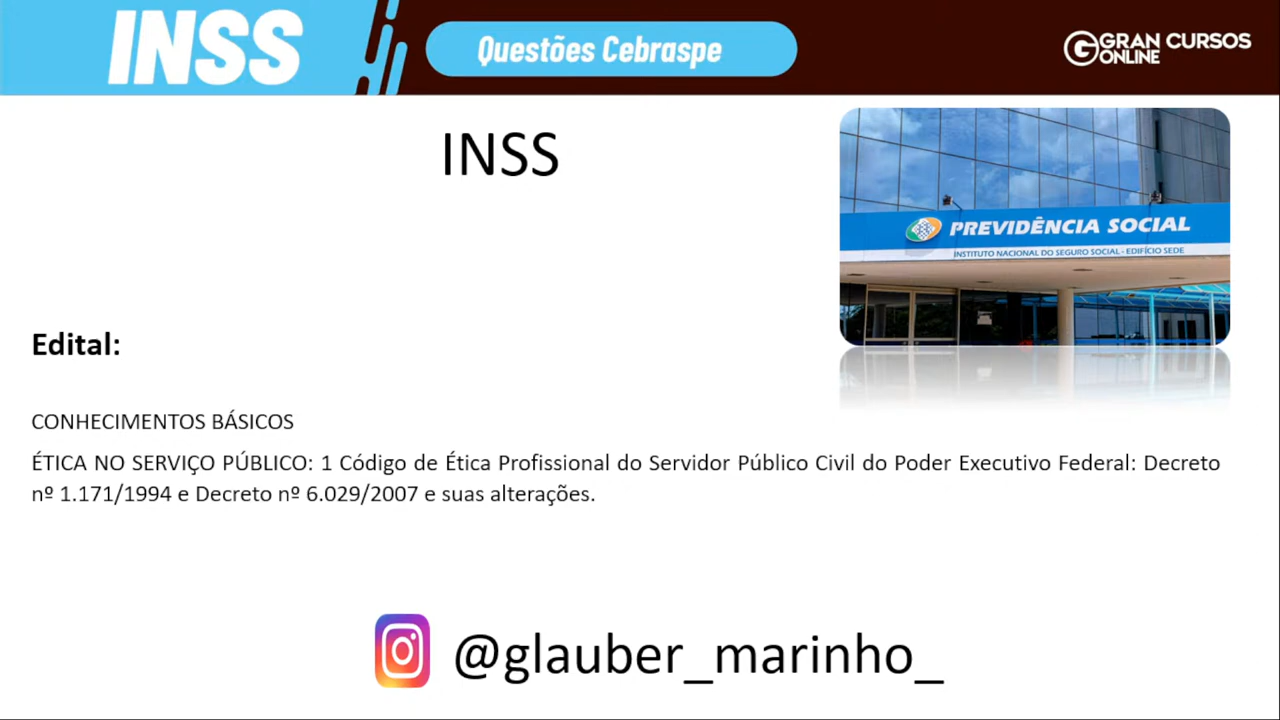 INSS
Questões Cebraspe
GRAN CURSOS
ONLINE
INSS
PREVIDÊNCIA SOCIAL
INSTITUTO NACIONAL DO SEGURO SOCIAL - EDIFÍCIO SEDE
Edital:
CONHECIMENTOS BÁSICOS
ÉTICA NO SERVIÇO PÚBLICO: 1 Código de Ética Profissional do Servidor Público Civil do Poder Executivo Federal: Decreto
nº 1.171/1994 e Decreto nº 6.029/2007 e suas alterações.
@glauber_marinho_